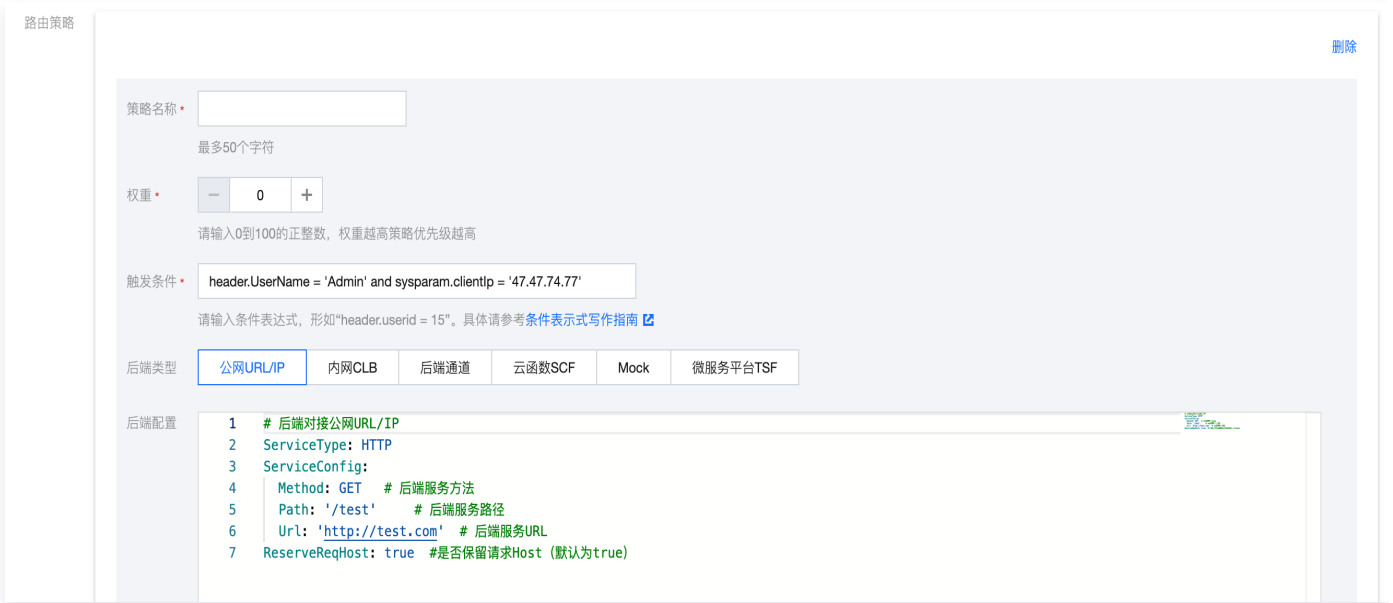 路由策略
删除
策略名称 *
最多50个字符
权重 *
− 0 +
请输入0到100的正整数，权重越高策略优先级越高
触发条件 *
header.UserName = 'Admin' and sysparam.clientIp = '47.47.74.77'
请输入条件表达式，形如“header.userid = 15”。具体请参考条件表示式写作指南
后端类型
公网URL/IP 内网CLB 后端通道 云函数SCF Mock 微服务平台TSF
后端配置
1 # 后端对接公网URL/IP
2 ServiceType: HTTP
3 ServiceConfig:
4 Method: GET # 后端服务方法
5 Path: '/test' # 后端服务路径
6 Url: 'http://test.com' # 后端服务URL
7 ReserveReqHost: true #是否保留请求Host（默认为true）